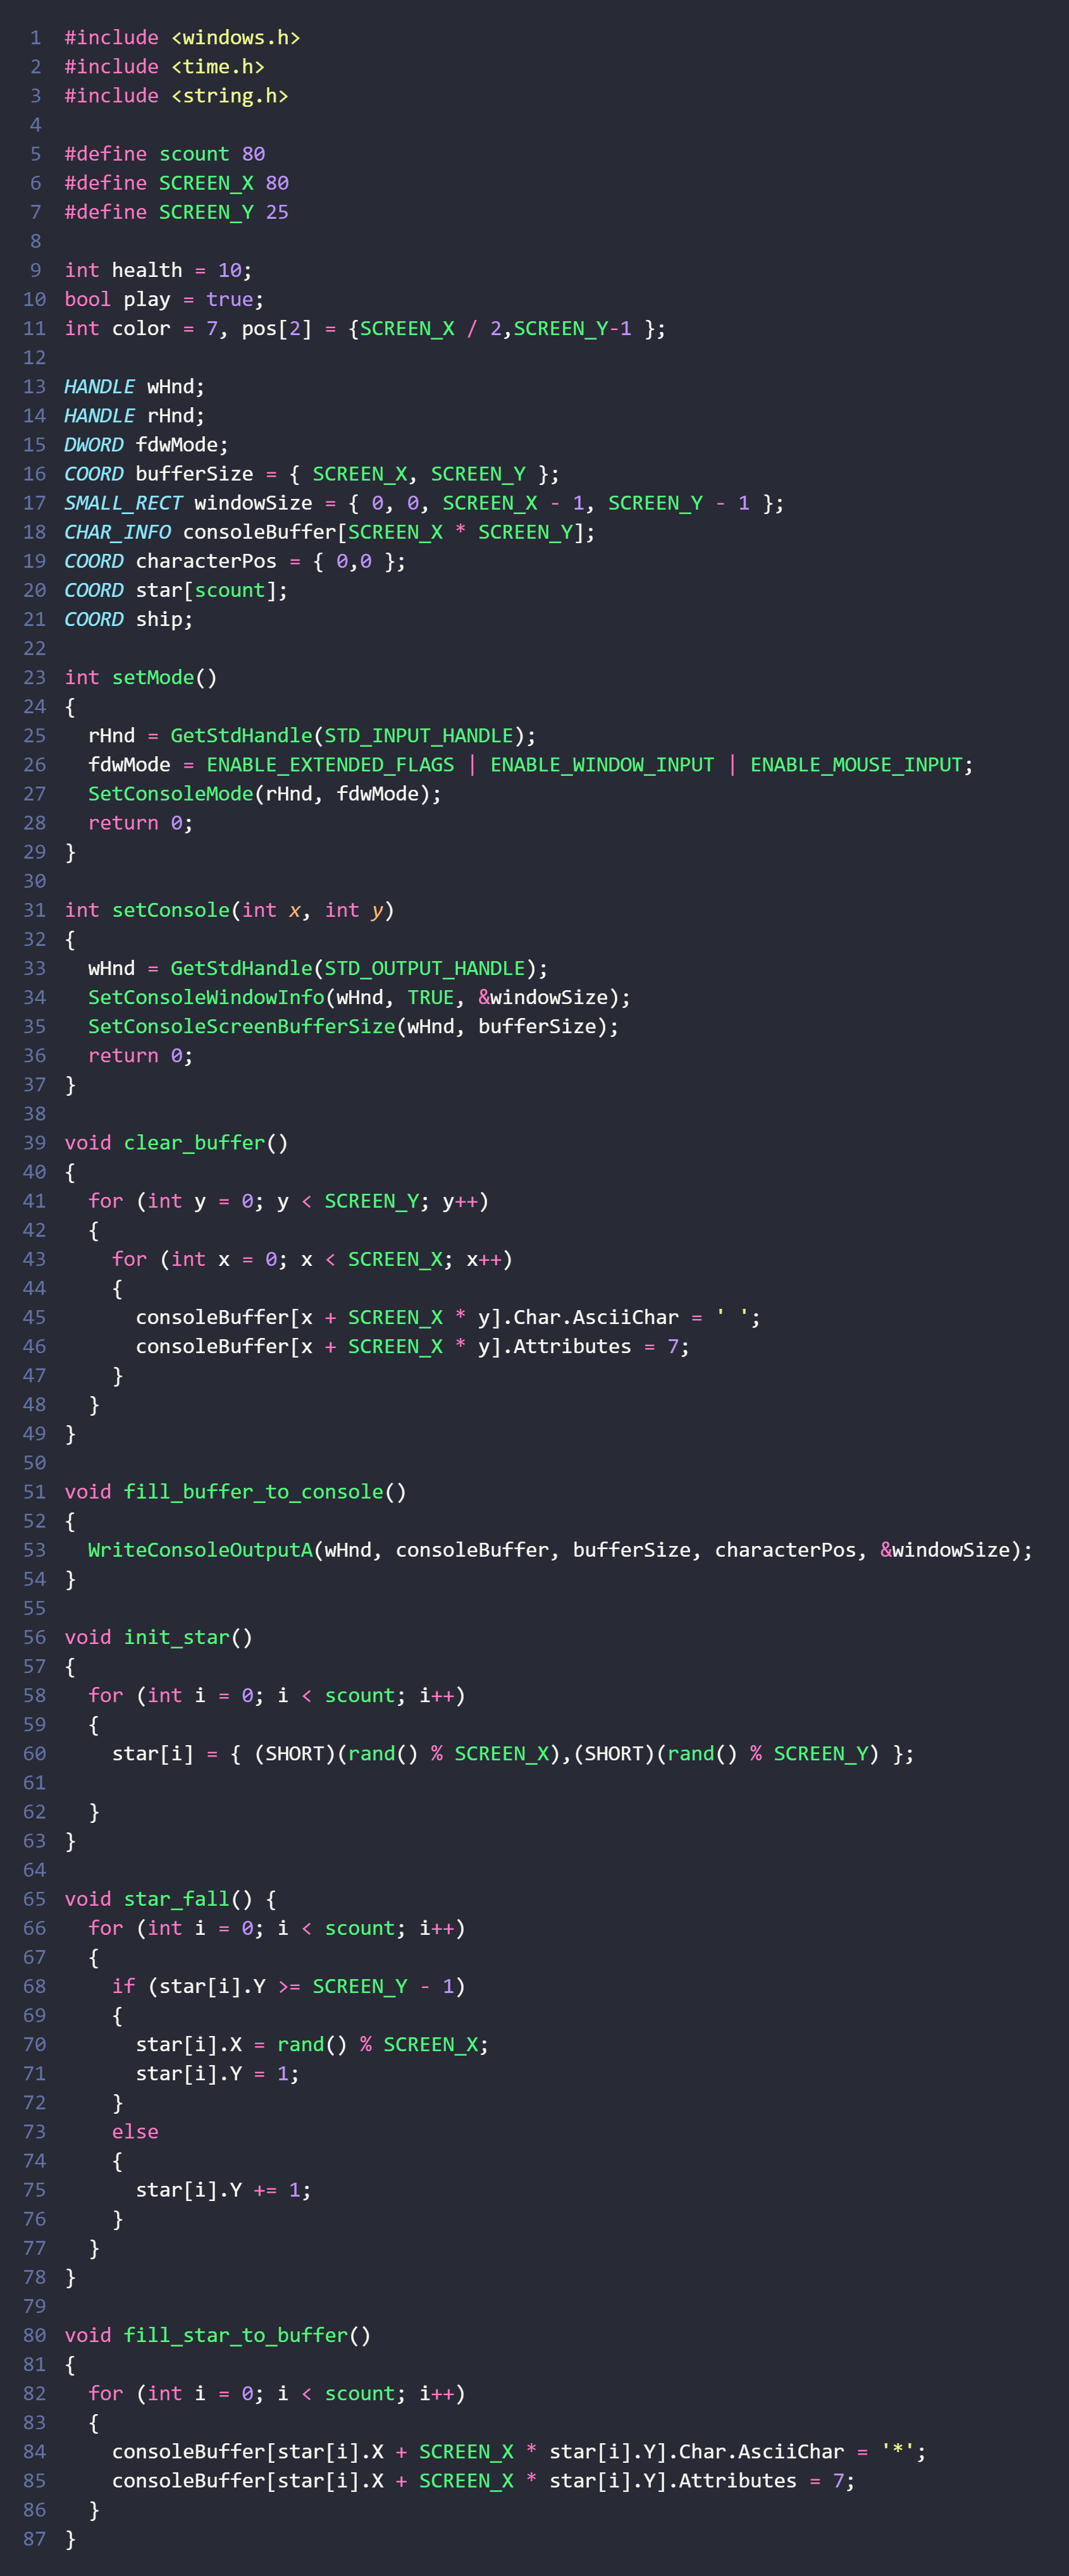 1 #include <windows.h>
2 #include <time.h>
3 #include <string.h>
4
5 #define scount 80
6 #define SCREEN_X 80
7 #define SCREEN_Y 25
8
9 int health = 10;
10 bool play = true;
11 int color = 7, pos[2] = {SCREEN_X / 2,SCREEN_Y-1 };
12
13 HANDLE wHnd;
14 HANDLE rHnd;
15 DWORD fdwMode;
16 COORD bufferSize = { SCREEN_X, SCREEN_Y };
17 SMALL_RECT windowSize = { 0, 0, SCREEN_X - 1, SCREEN_Y - 1 };
18 CHAR_INFO consoleBuffer[SCREEN_X * SCREEN_Y];
19 COORD characterPos = { 0,0 };
20 COORD star[scount];
21 COORD ship;
22
23 int setMode()
24 {
25   rHnd = GetStdHandle(STD_INPUT_HANDLE);
26   fdwMode = ENABLE_EXTENDED_FLAGS | ENABLE_WINDOW_INPUT | ENABLE_MOUSE_INPUT;
27   SetConsoleMode(rHnd, fdwMode);
28   return 0;
29 }
30
31 int setConsole(int x, int y)
32 {
33   wHnd = GetStdHandle(STD_OUTPUT_HANDLE);
34   SetConsoleWindowInfo(wHnd, TRUE, &windowSize);
35   SetConsoleScreenBufferSize(wHnd, bufferSize);
36   return 0;
37 }
38
39 void clear_buffer()
40 {
41   for (int y = 0; y < SCREEN_Y; y++)
42   {
43     for (int x = 0; x < SCREEN_X; x++)
44     {
45       consoleBuffer[x + SCREEN_X * y].Char.AsciiChar = ' ';
46       consoleBuffer[x + SCREEN_X * y].Attributes = 7;
47     }
48   }
49 }
50
51 void fill_buffer_to_console()
52 {
53   WriteConsoleOutputA(wHnd, consoleBuffer, bufferSize, characterPos, &windowSize);
54 }
55
56 void init_star()
57 {
58   for (int i = 0; i < scount; i++)
59   {
60     star[i] = { (SHORT)(rand() % SCREEN_X),(SHORT)(rand() % SCREEN_Y) };
61
62   }
63 }
64
65 void star_fall() {
66   for (int i = 0; i < scount; i++)
67   {
68     if (star[i].Y >= SCREEN_Y - 1)
69     {
70       star[i].X = rand() % SCREEN_X;
71       star[i].Y = 1;
72     }
73     else
74     {
75       star[i].Y += 1;
76     }
77   }
78 }
79
80 void fill_star_to_buffer()
81 {
82   for (int i = 0; i < scount; i++)
83   {
84     consoleBuffer[star[i].X + SCREEN_X * star[i].Y].Char.AsciiChar = '*';
85     consoleBuffer[star[i].X + SCREEN_X * star[i].Y].Attributes = 7;
86   }
87 }